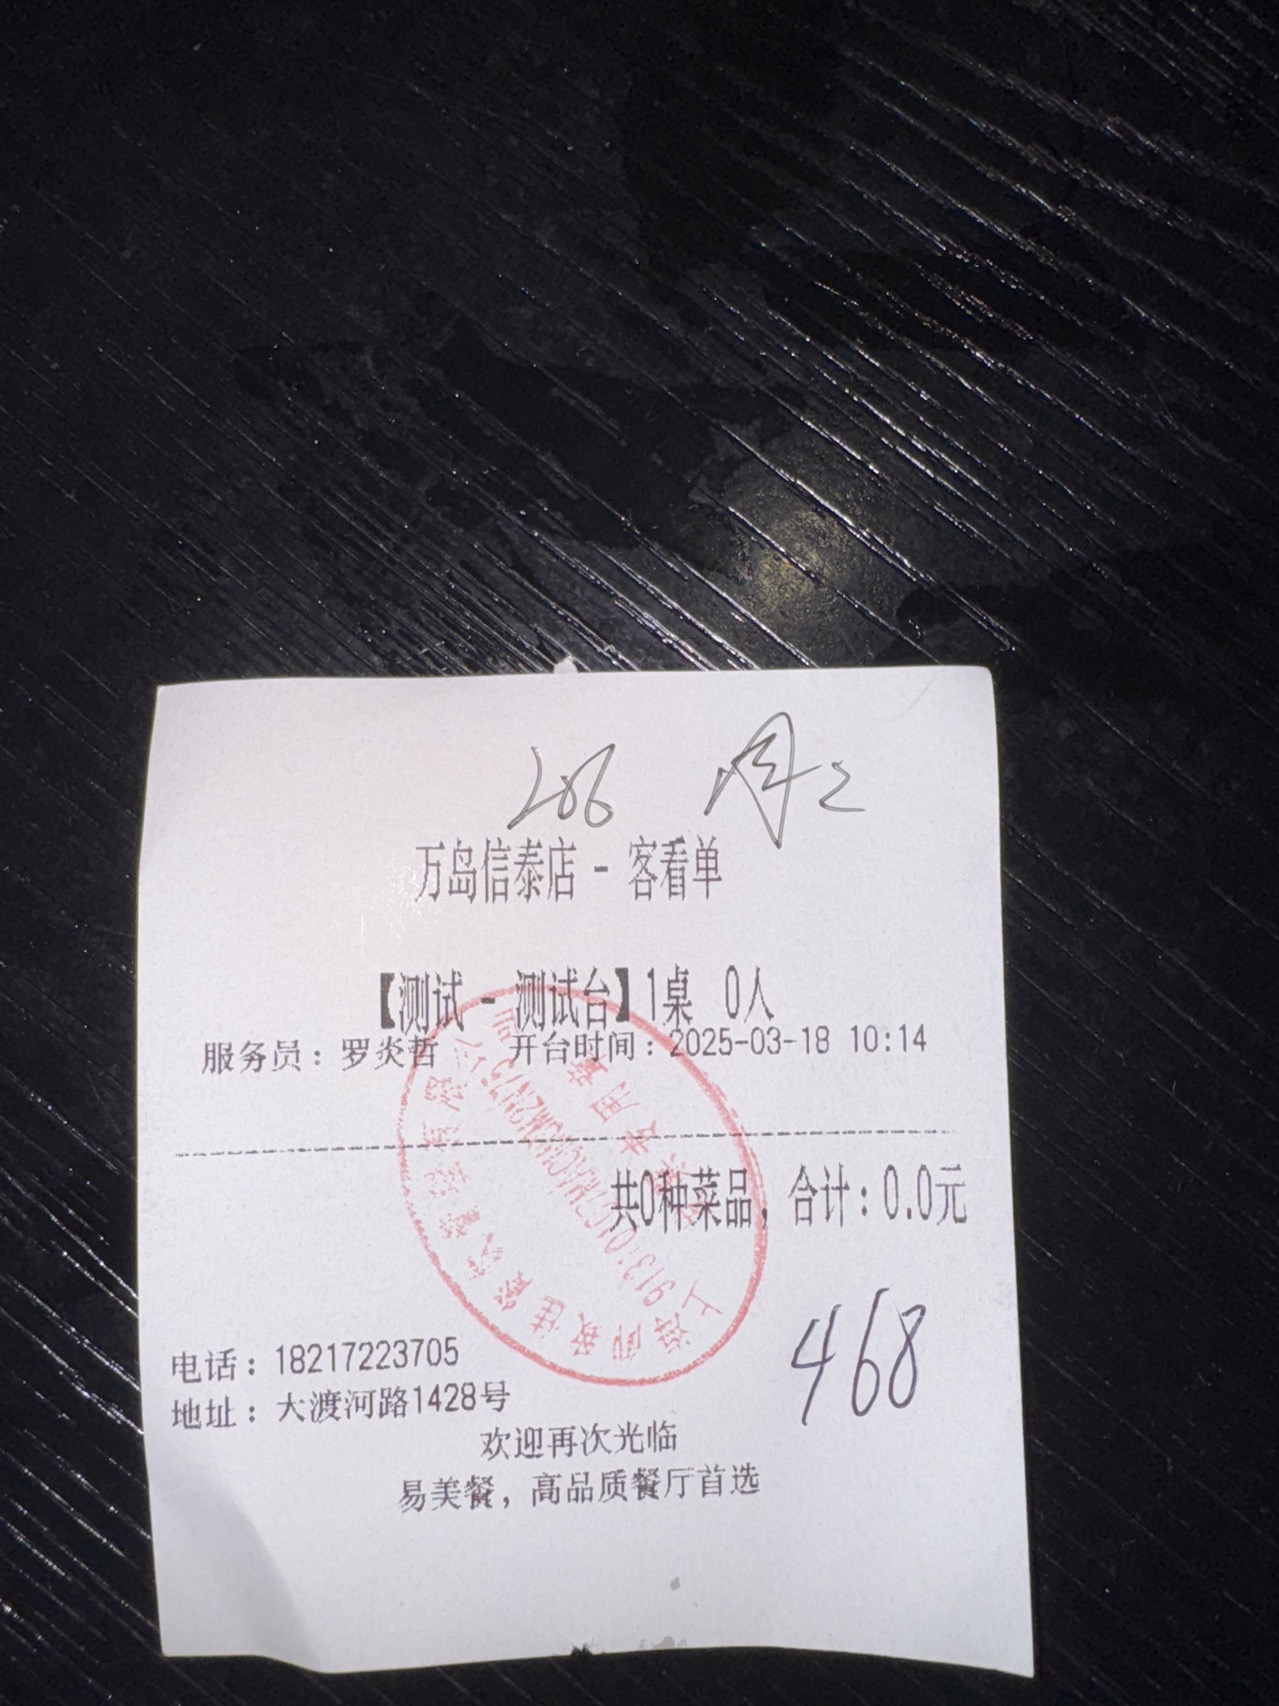 万岛信泰店 - 客看单
【测试 - 测试台】1桌 0人
服务员：罗炎哲 开台时间：2025-03-18 10:14
共0种菜品，合计：0.0元
468
电话：18217223705
地址：大渡河路1428号
欢迎再次光临
易美餐，高品质餐厅首选